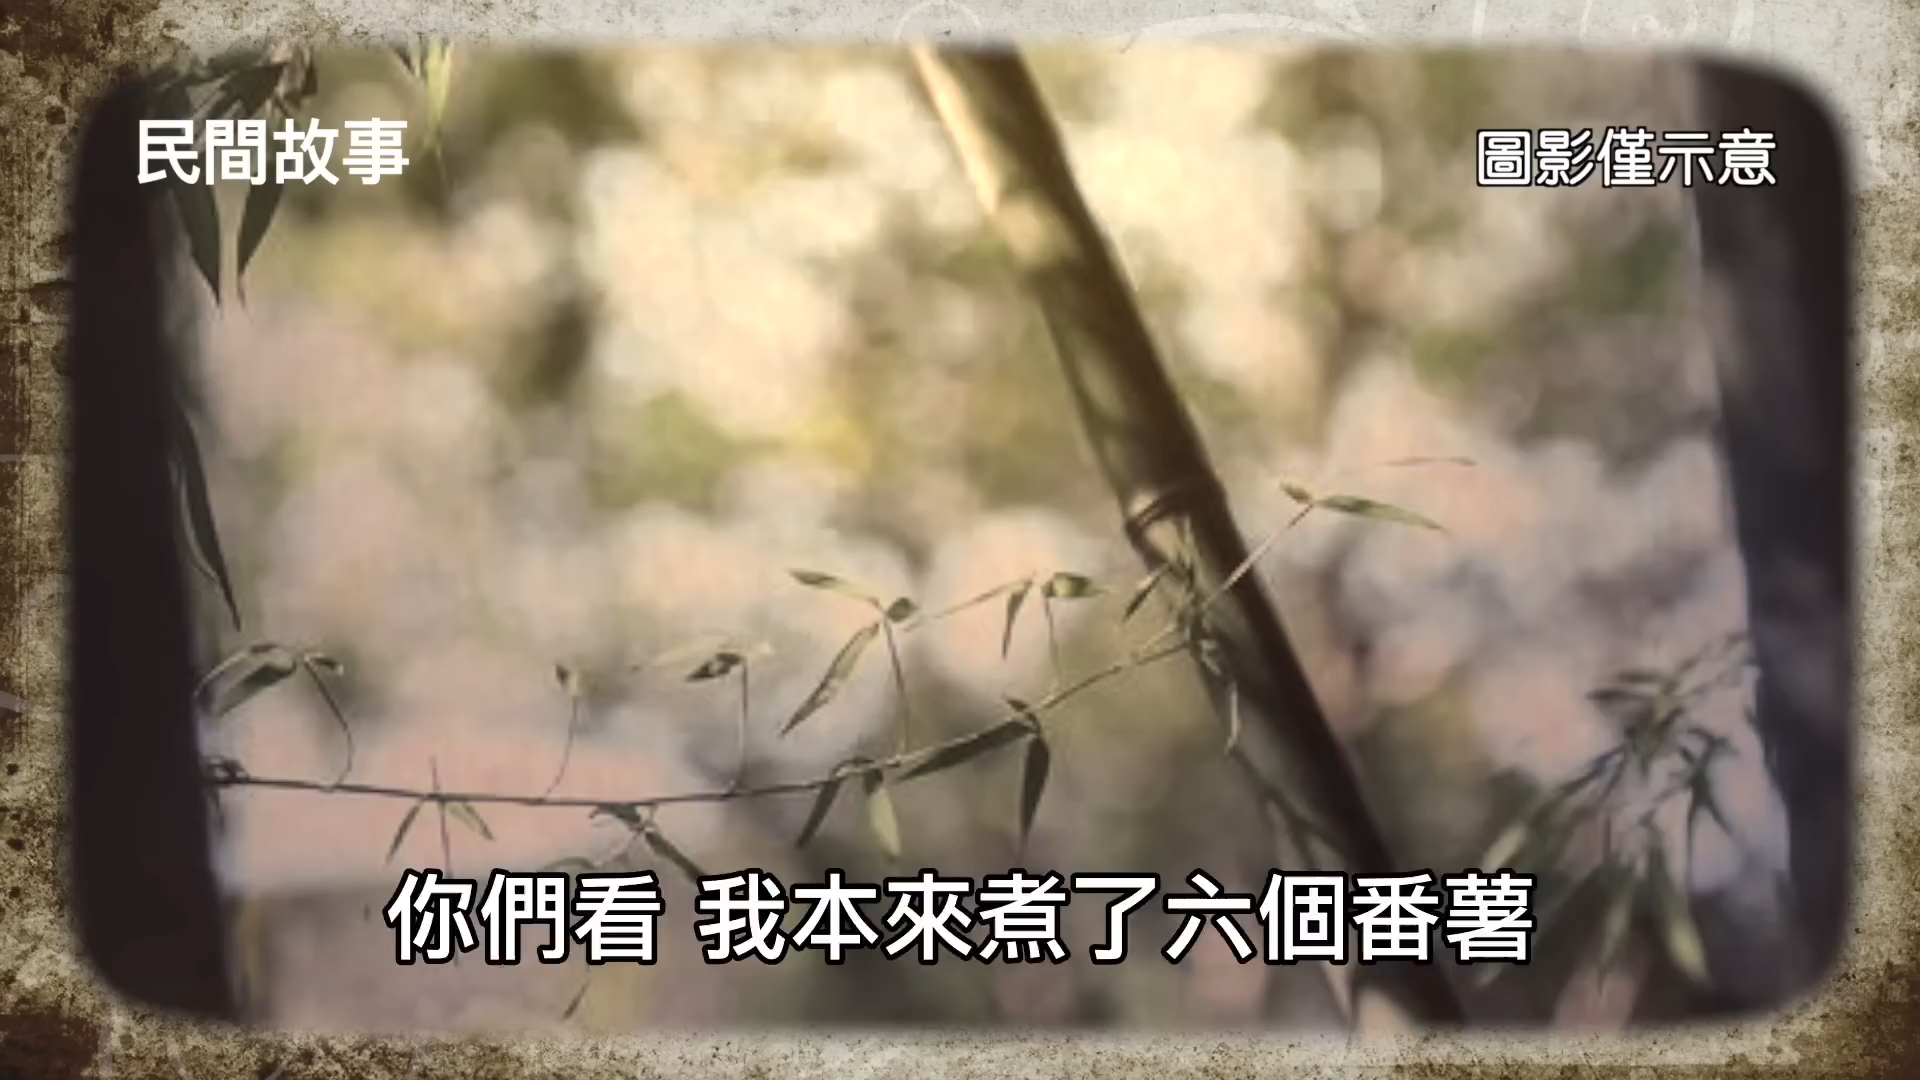 民間故事
圖影僅示意
你們看 我本來煮了六個番薯